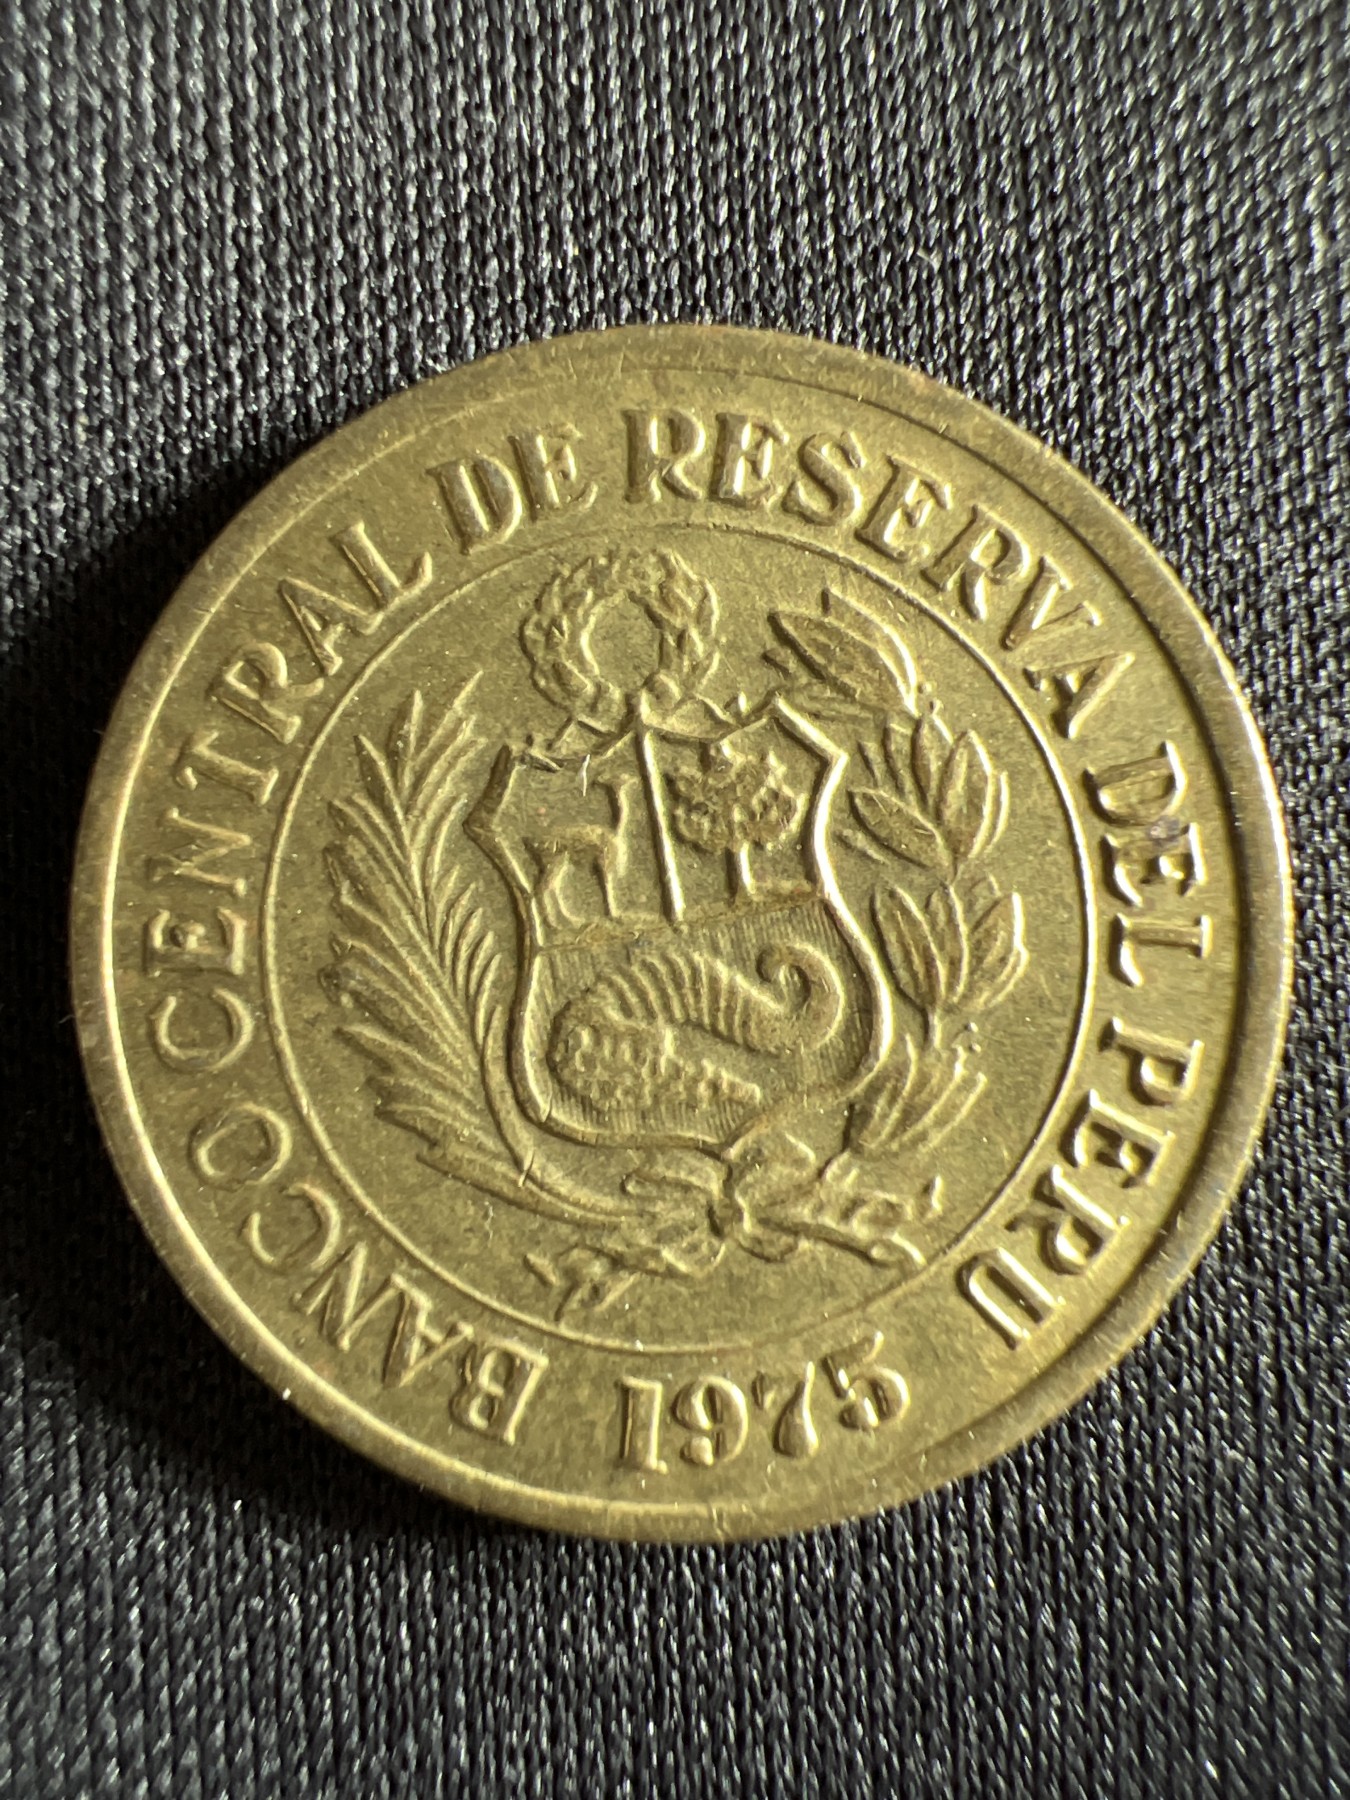 BANCO CENTRAL DE RESERVA DEL PERU
1975